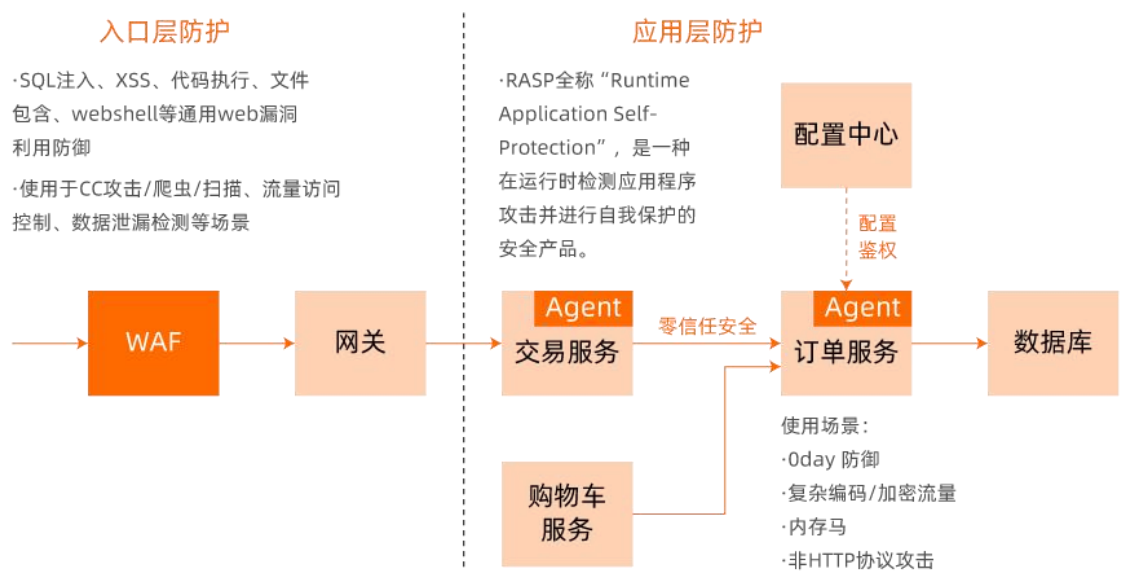 入口层防护
·SQL注入、XSS、代码执行、文件
包含、webshell等通用web漏洞
利用防御
·使用于CC攻击/爬虫/扫描、流量访问
控制、数据泄漏检测等场景
应用层防护
·RASP全称“Runtime
Application Self-
Protection”，是一种
在运行时检测应用程序
攻击并进行自我保护的
安全产品。
配置中心
配置
鉴权
WAF
网关
Agent
交易服务
零信任安全
Agent
订单服务
数据库
购物车
服务
使用场景：
·0day 防御
·复杂编码/加密流量
·内存马
·非HTTP协议攻击